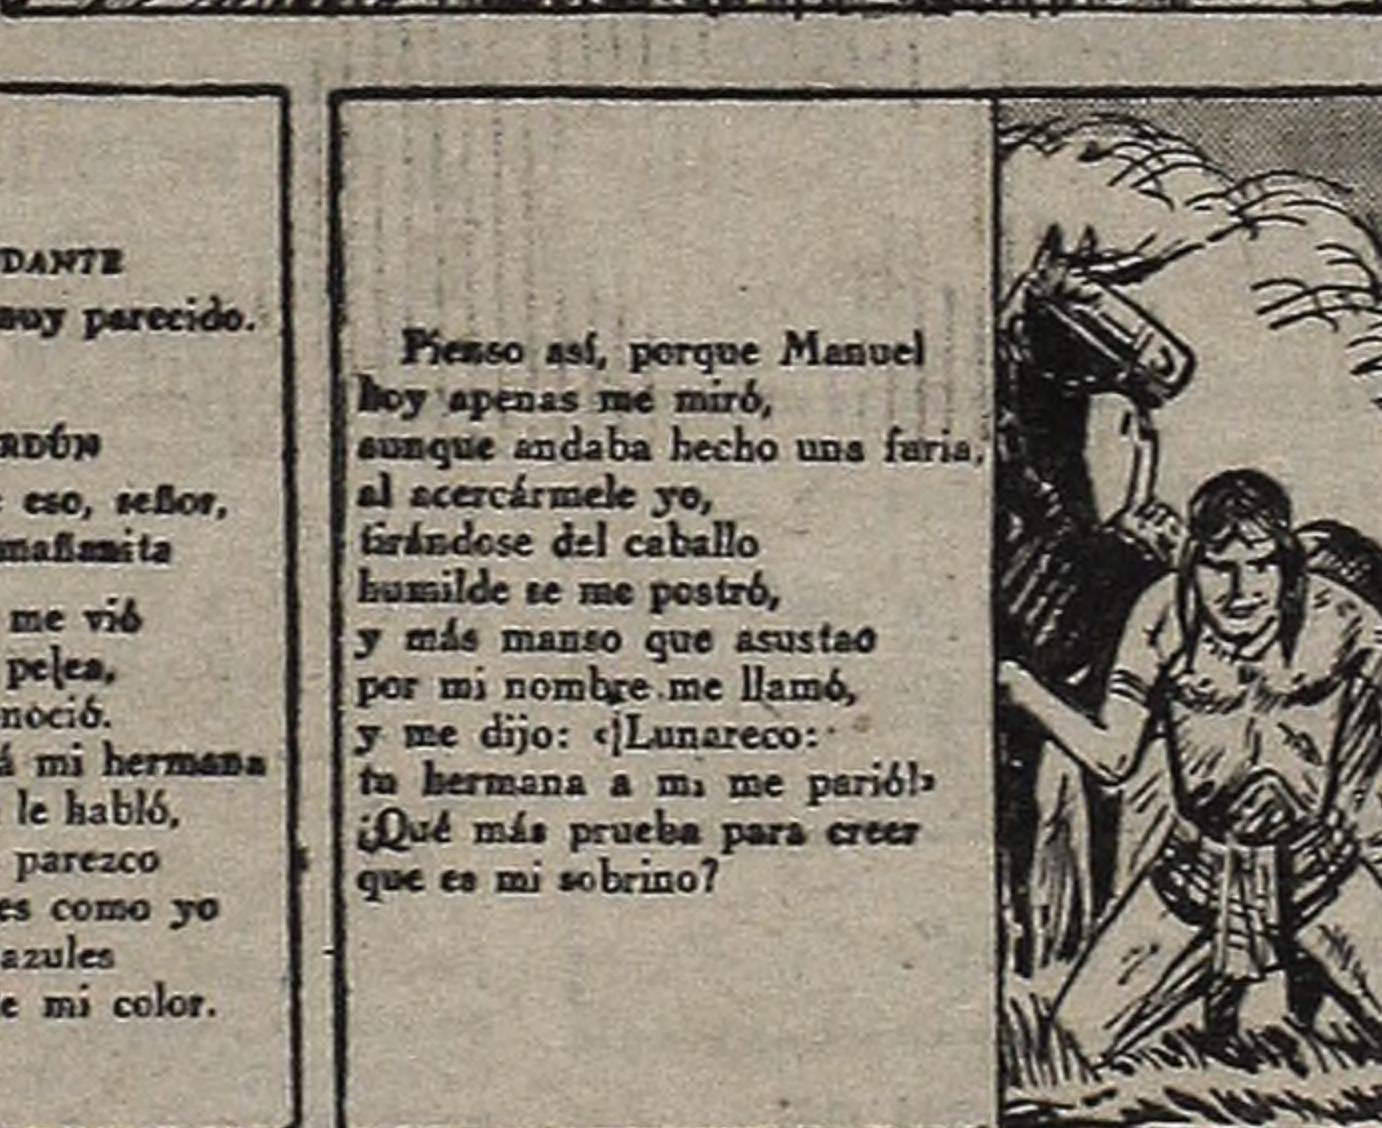 DANTE
muy parecido.
RDÚN
e eso, señor,
mañanita
me vió
pelea,
noció.
á mi hermana
le habló,
parezco
es como yo
azules
e mi color.
Pienso así, porque Manuel
hoy apenas me miró,
aunque andaba hecho una furia,
al acercármele yo,
tirándose del caballo
humilde se me postró,
y más manso que asustao
por mi nombre me llamó,
y me dijo: «¡Lunareco:
tu hermana a mi me parió!»
¿Qué más prueba para creer
que es mi sobrino?